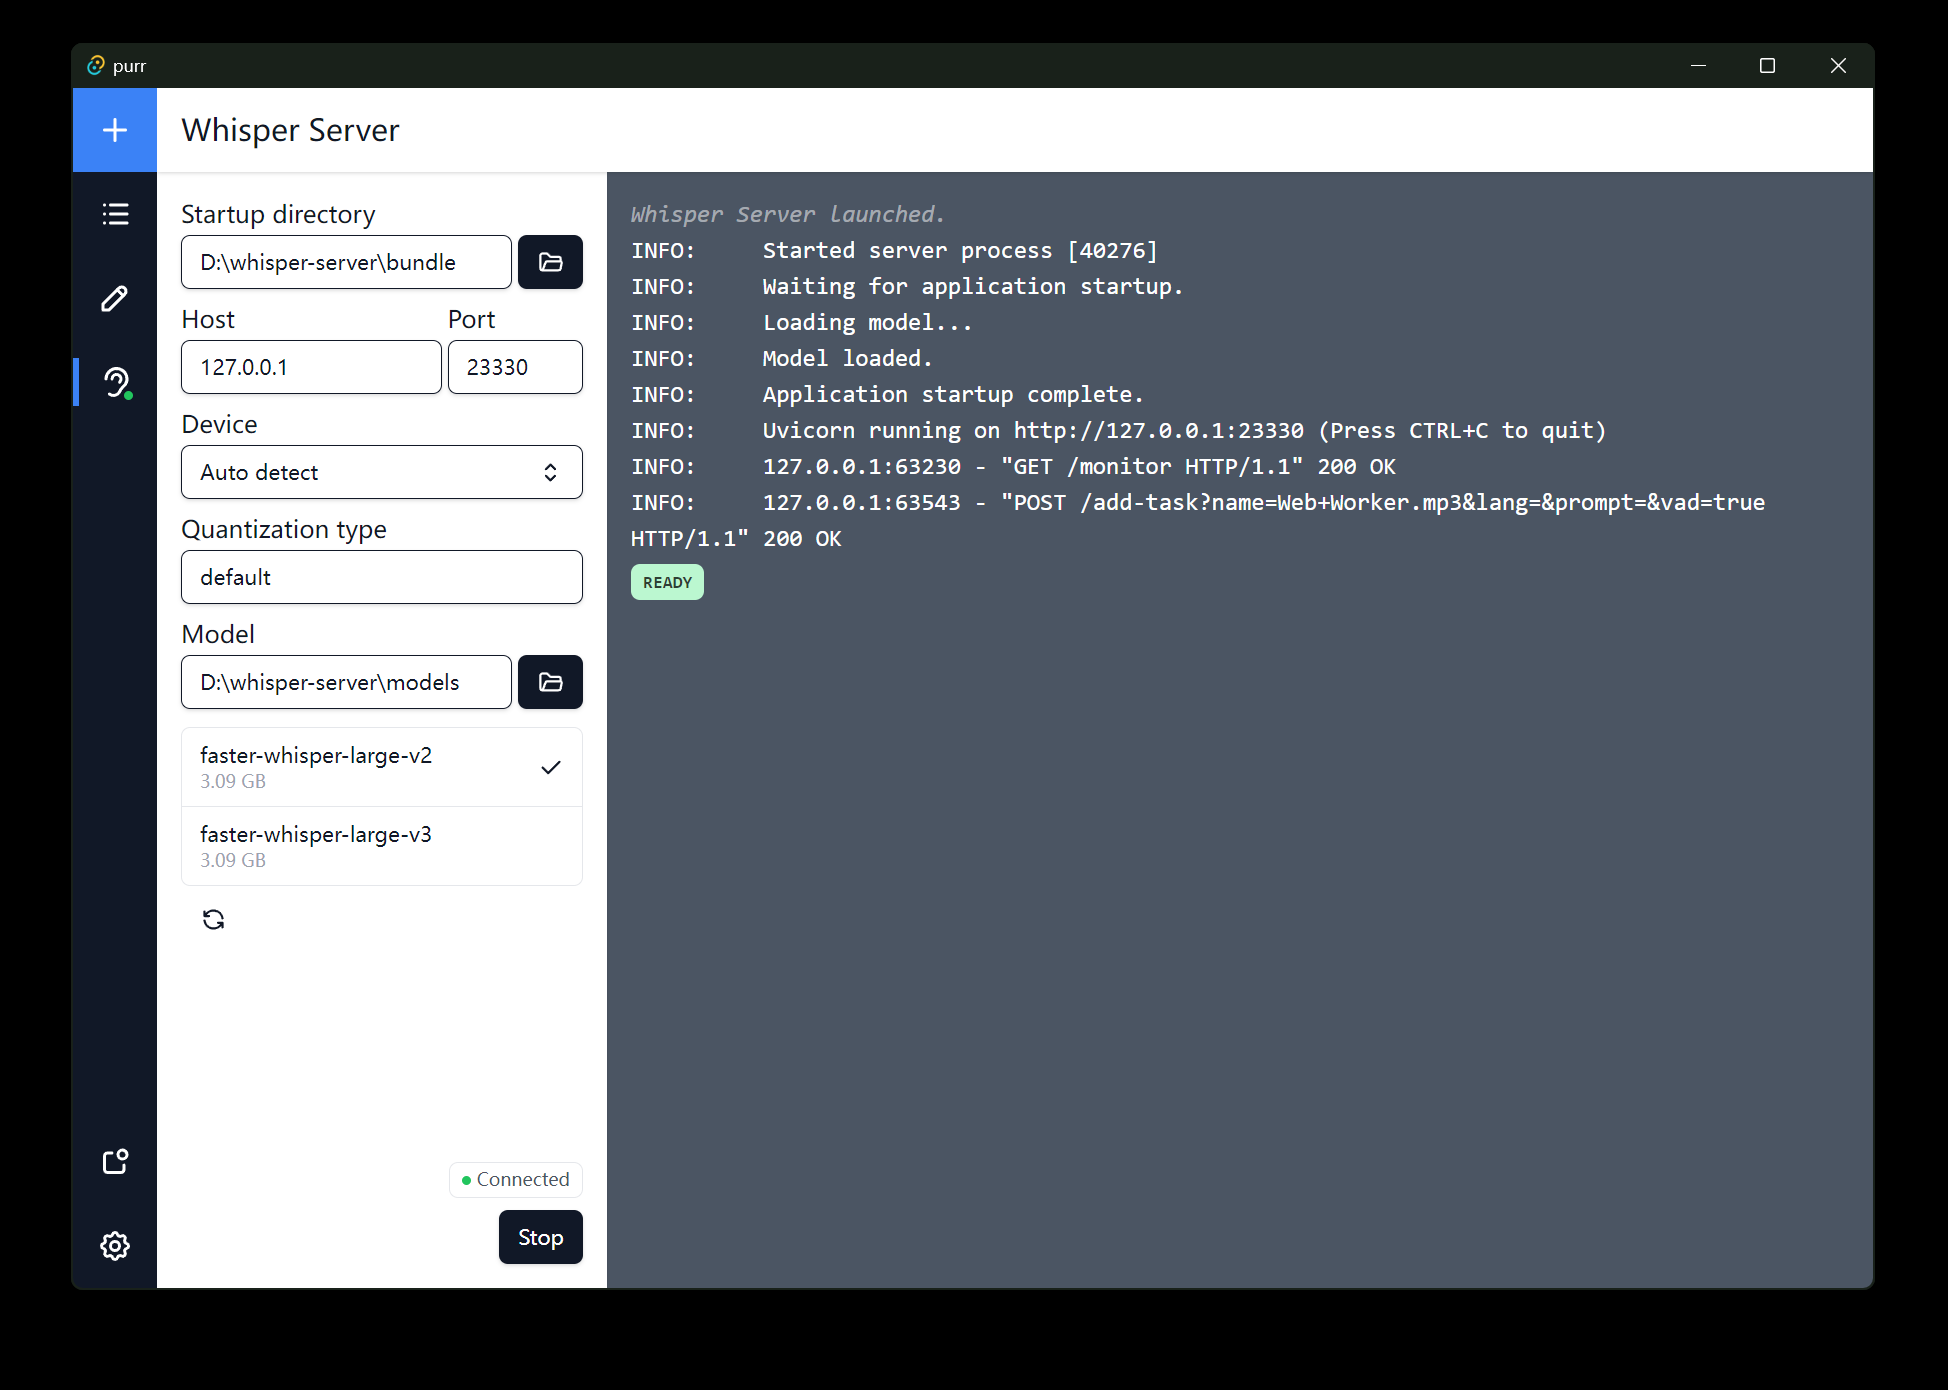 purr
Whisper Server
Startup directory
D:\whisper-server\bundle
Host
Port
127.0.0.1
23330
Device
Auto detect
Quantization type
default
Model
D:\whisper-server\models
faster-whisper-large-v2
3.09 GB
faster-whisper-large-v3
3.09 GB
Connected
Stop
Whisper Server launched.
INFO:     Started server process [40276]
INFO:     Waiting for application startup.
INFO:     Loading model...
INFO:     Model loaded.
INFO:     Application startup complete.
INFO:     Uvicorn running on http://127.0.0.1:23330 (Press CTRL+C to quit)
INFO:     127.0.0.1:63230 - "GET /monitor HTTP/1.1" 200 OK
INFO:     127.0.0.1:63543 - "POST /add-task?name=Web+Worker.mp3&lang=&prompt=&vad=true
HTTP/1.1" 200 OK
READY